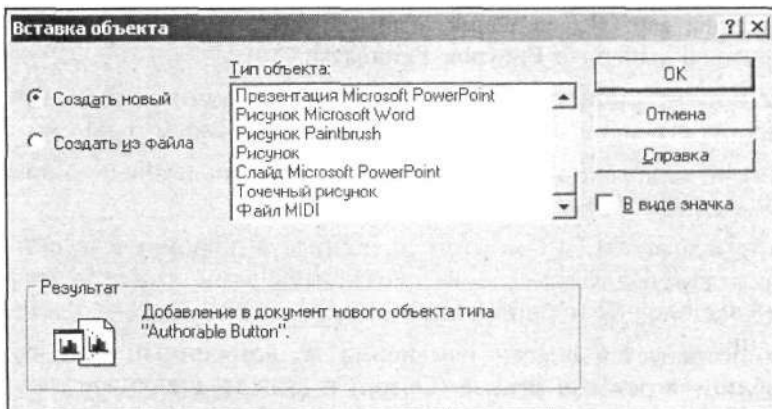 Вставка объекта
Тип объекта:
Создать новый
Создать из файла
Презентация Microsoft PowerPoint
Рисунок Microsoft Word
Рисунок Paintbrush
Рисунок
Слайд Microsoft PowerPoint
Точечный рисунок
Файл MIDI
OK
Отмена
Справка
В виде значка
Результат
Добавление в документ нового объекта типа
"Authorable Button".